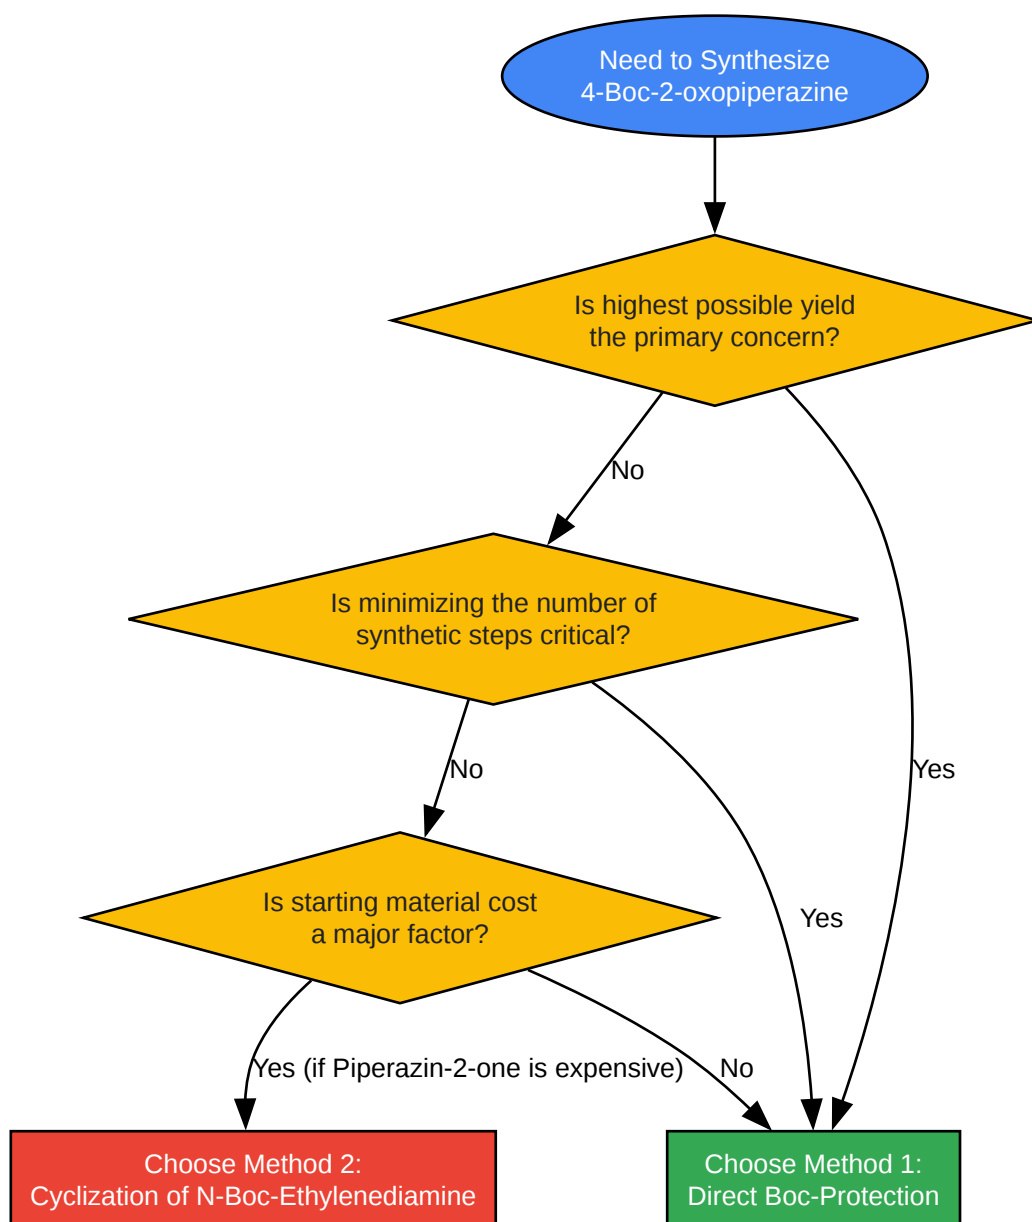 Need to Synthesize
4-Boc-2-oxopiperazine
Is highest possible yield
the primary concern?
No
Is minimizing the number of
synthetic steps critical?
Yes
No
Is starting material cost
a major factor?
Yes
Yes (if Piperazin-2-one is expensive)
No
Choose Method 2:
Cyclization of N-Boc-Ethylenediamine
Choose Method 1:
Direct Boc-Protection